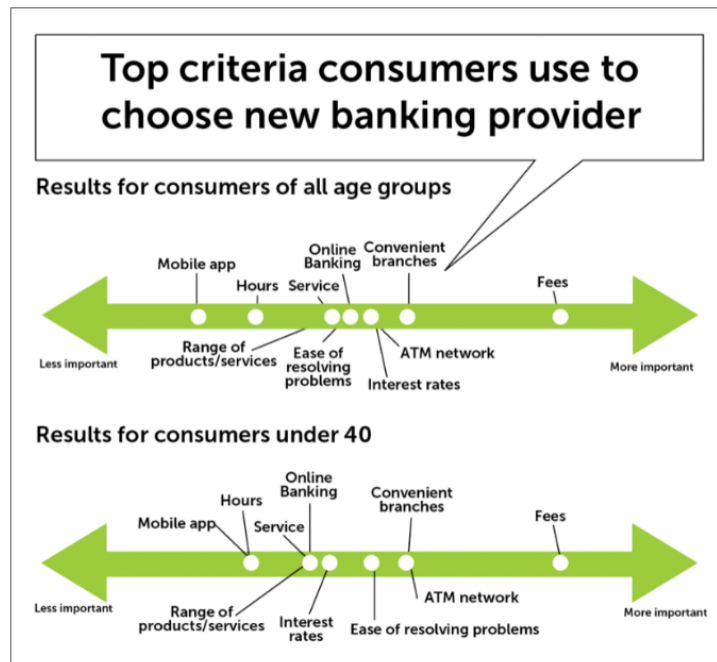 Top criteria consumers use to
choose new banking provider
Results for consumers of all age groups
Mobile app
Hours
Service
Online
Banking
Convenient
branches
Fees
Less important
Range of
products/services
Ease of
resolving
problems
ATM network
Interest rates
More important
Results for consumers under 40
Mobile app
Hours
Service
Online
Banking
Convenient
branches
Fees
Less important
Range of
products/services
Interest
rates
Ease of resolving problems
ATM network
More important